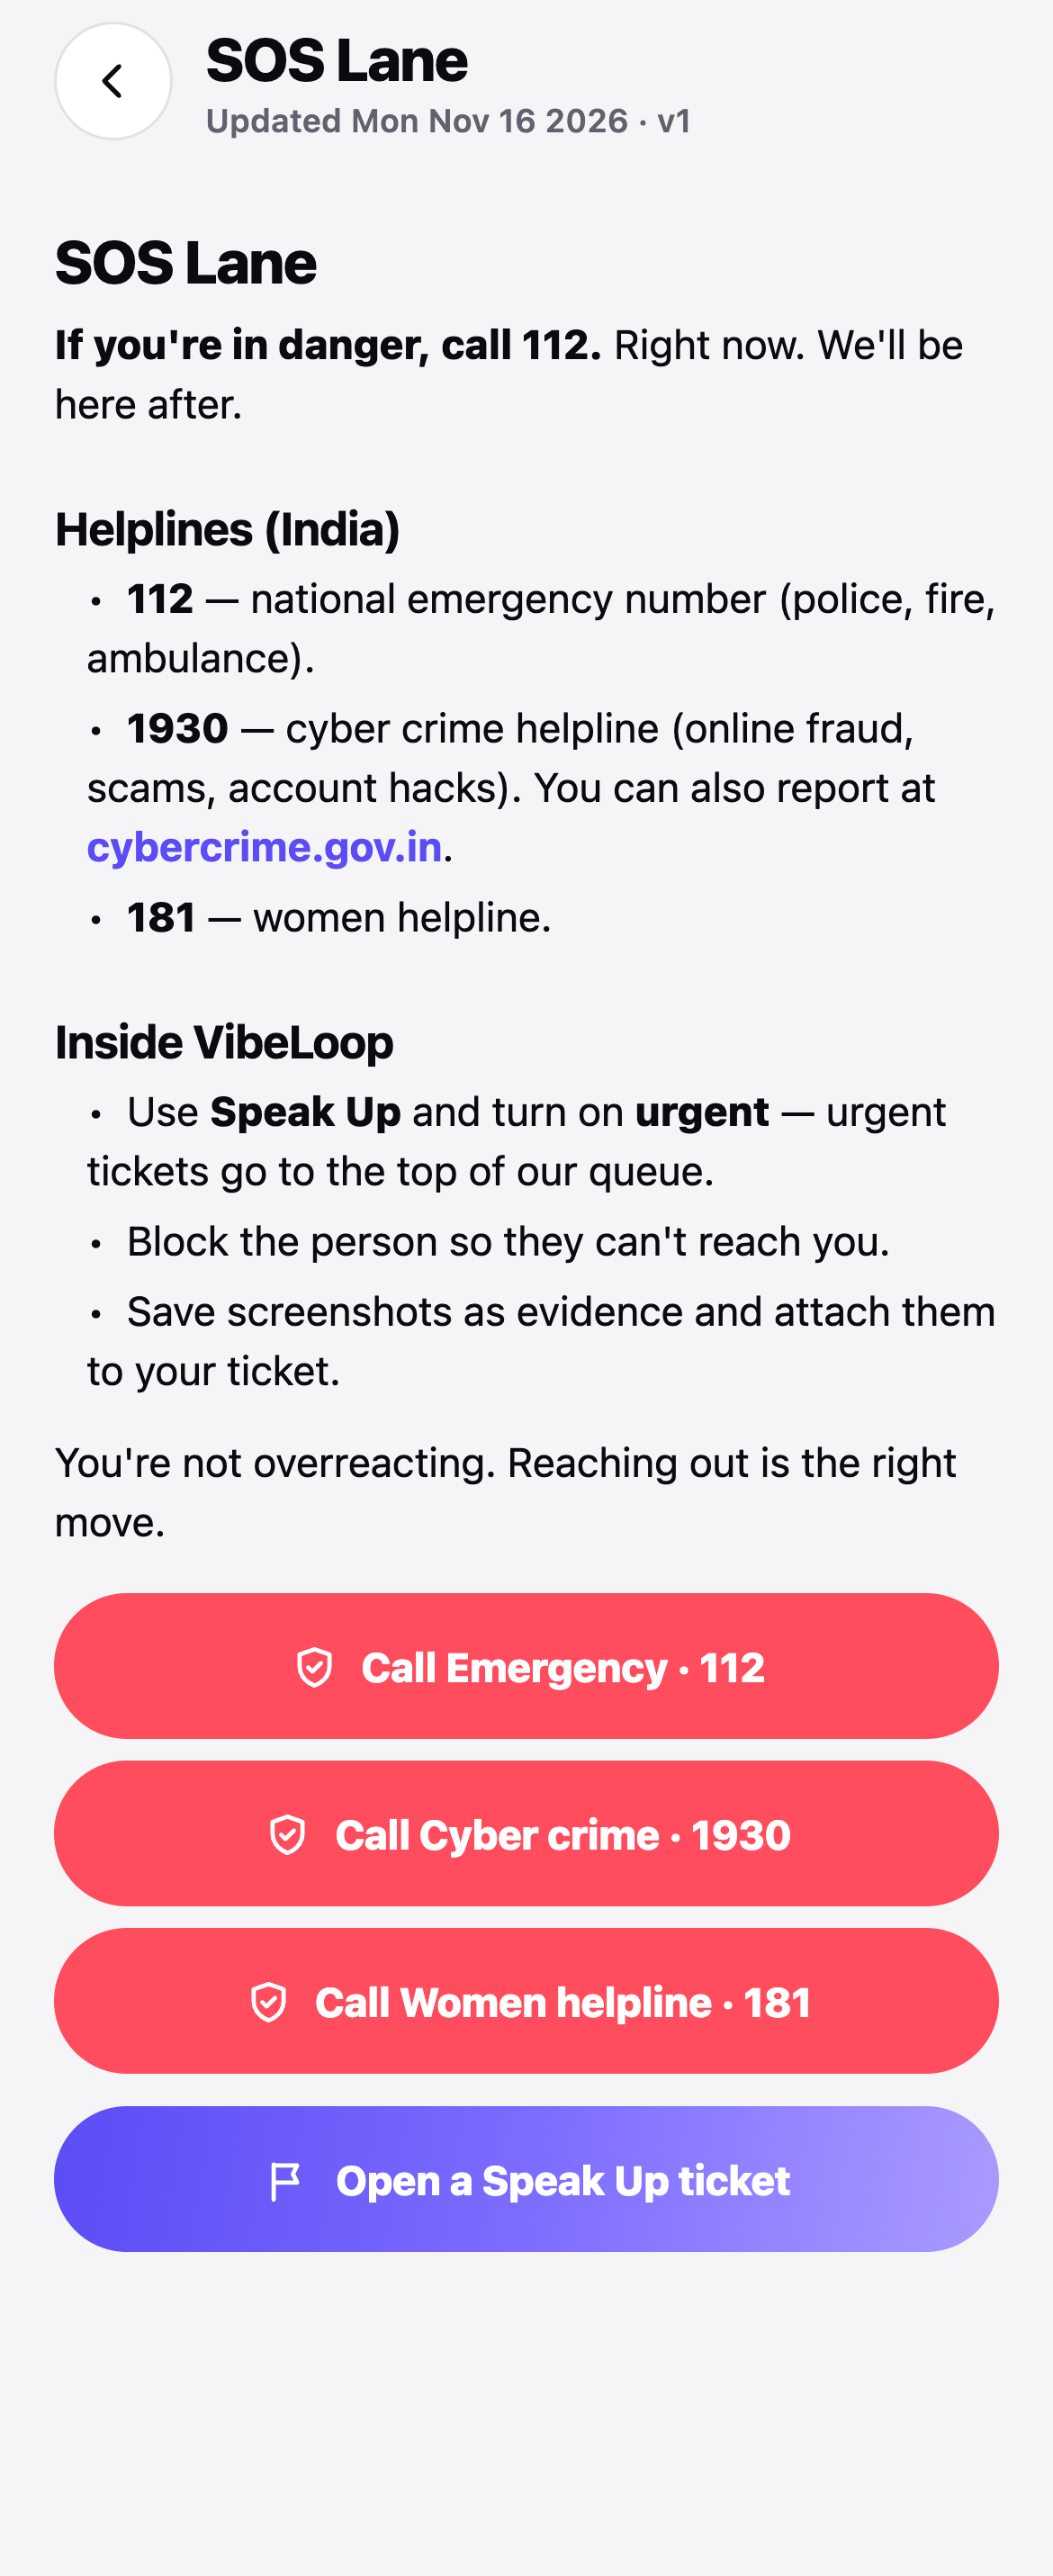 SOS Lane
Updated Mon Nov 16 2026 · v1
SOS Lane
If you're in danger, call 112. Right now. We'll be
here after.
Helplines (India)
• 112 — national emergency number (police, fire,
ambulance).
• 1930 — cyber crime helpline (online fraud,
scams, account hacks). You can also report at
cybercrime.gov.in.
• 181 — women helpline.
Inside VibeLoop
• Use Speak Up and turn on urgent — urgent
tickets go to the top of our queue.
• Block the person so they can't reach you.
• Save screenshots as evidence and attach them
to your ticket.
You're not overreacting. Reaching out is the right
move.
Call Emergency · 112
Call Cyber crime · 1930
Call Women helpline · 181
Open a Speak Up ticket